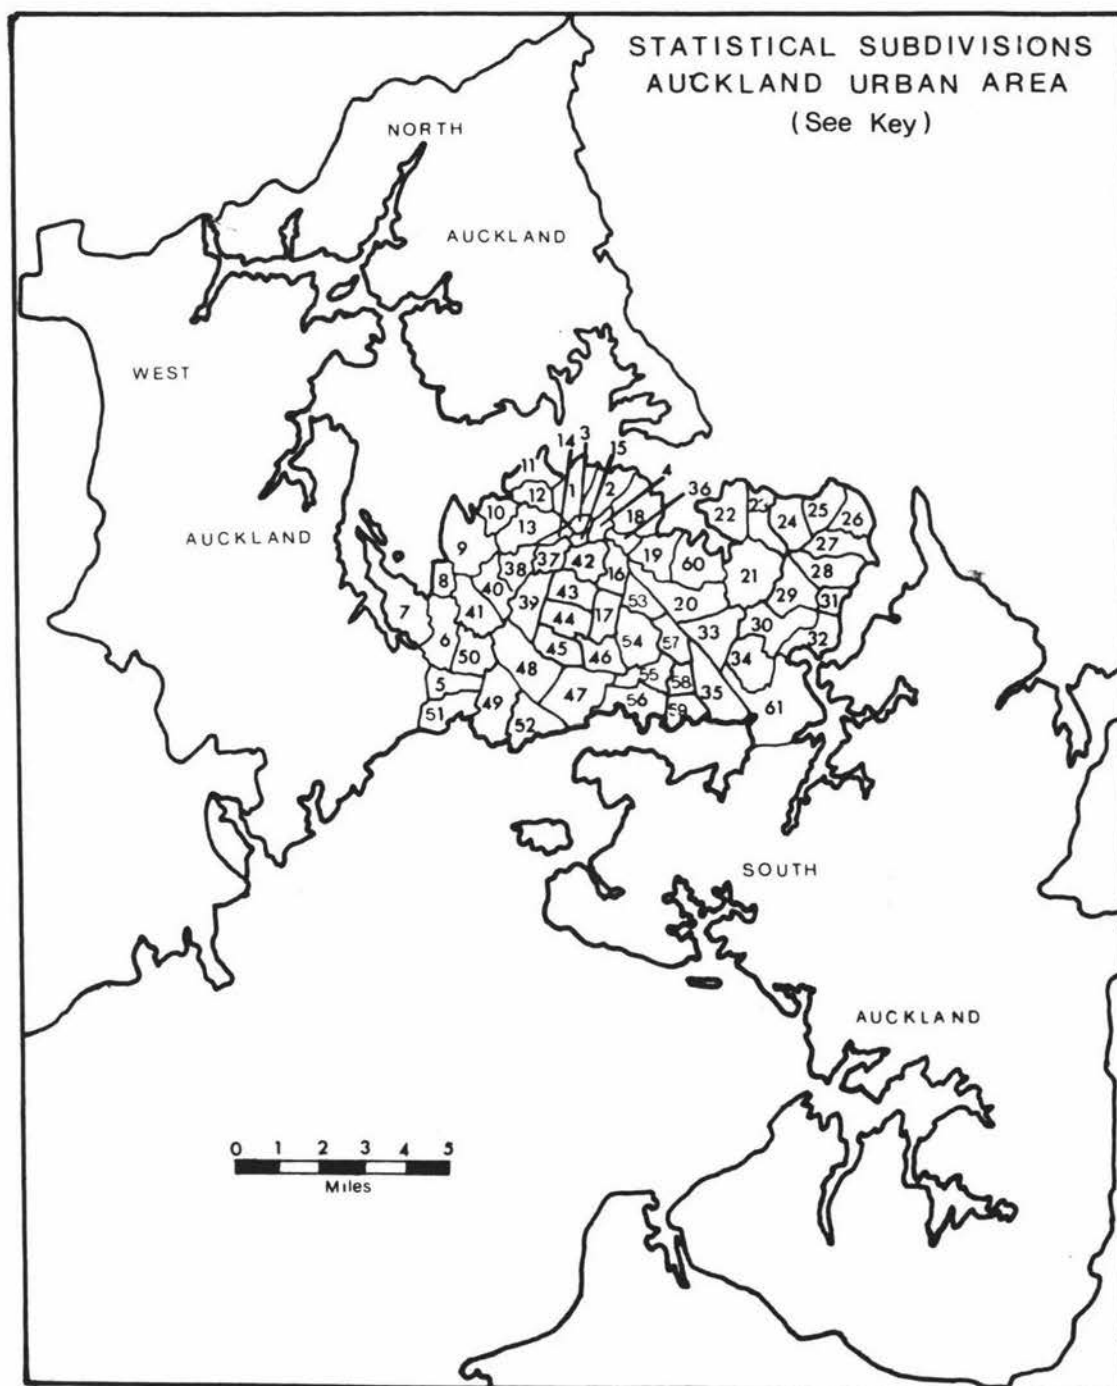 STATISTICAL SUBDIVISIONS
AUCKLAND URBAN AREA
(See Key)
NORTH
AUCKLAND
WEST
AUCKLAND
14 3 15
11 4
12 1 2 36
10 13 18 22 23 24 25 26
9 37 42 19 60 27
8 38 16 21 28
40 43 29 31
7 41 39 17 53 20
6 44 54 57 33 30 32
50 48 45 46 34
5 55 58 35
51 49 47 56 59 61
52
SOUTH
AUCKLAND
0 1 2 3 4 5
Miles